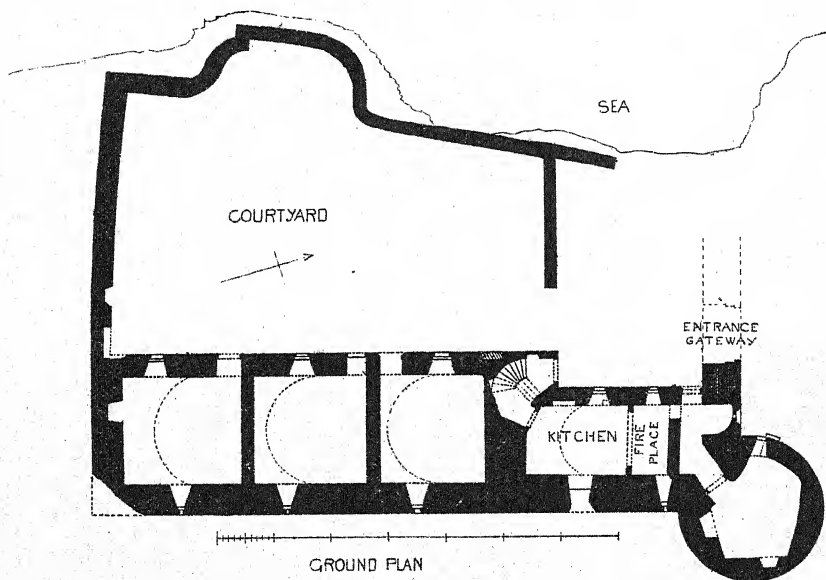 SEA
COURTYARD
ENTRANCE
GATEWAY
KITCHEN
FIRE
PLACE
GROUND PLAN